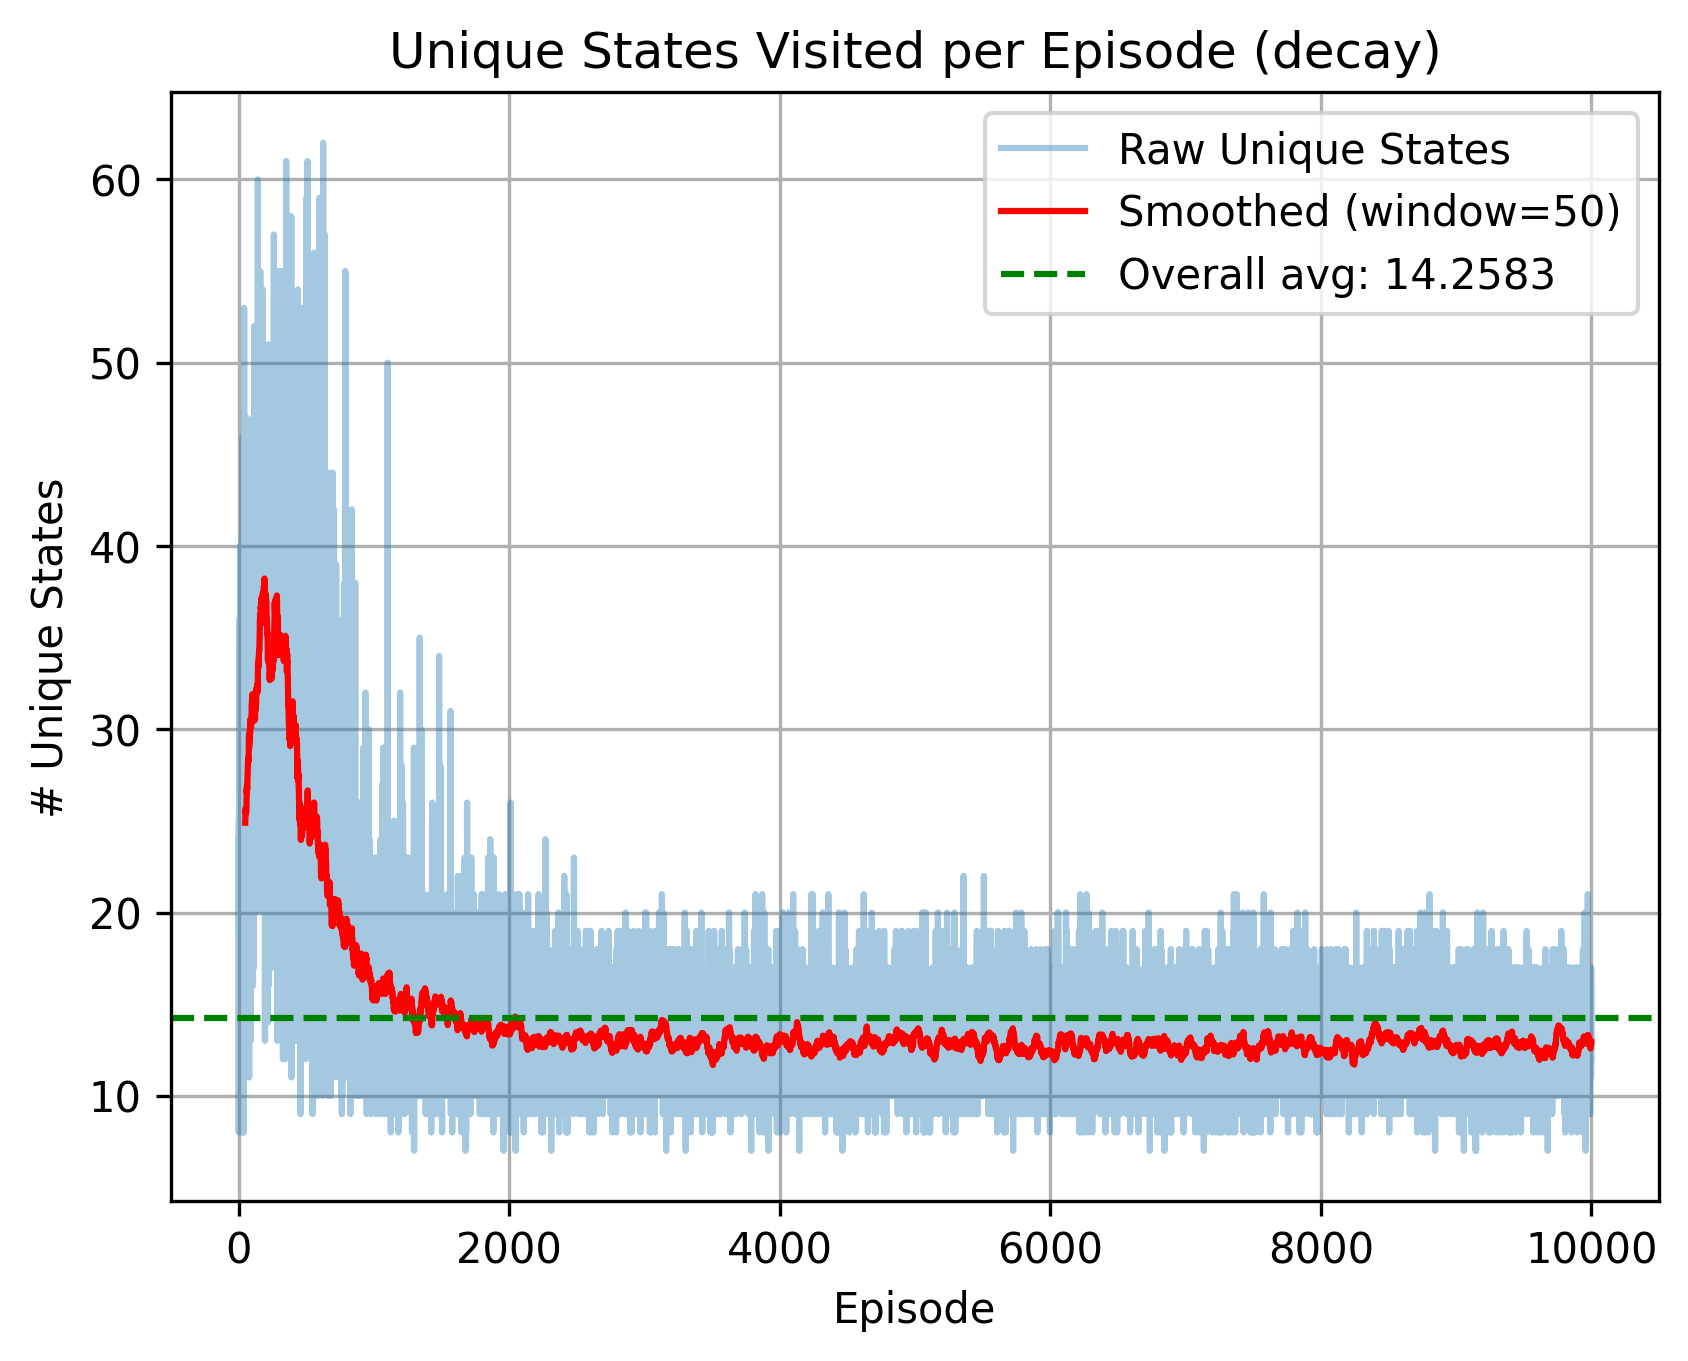 Unique States Visited per Episode (decay)
Raw Unique States
Smoothed (window=50)
Overall avg: 14.2583
# Unique States
60
50
40
30
20
10
0 2000 4000 6000 8000 10000
Episode